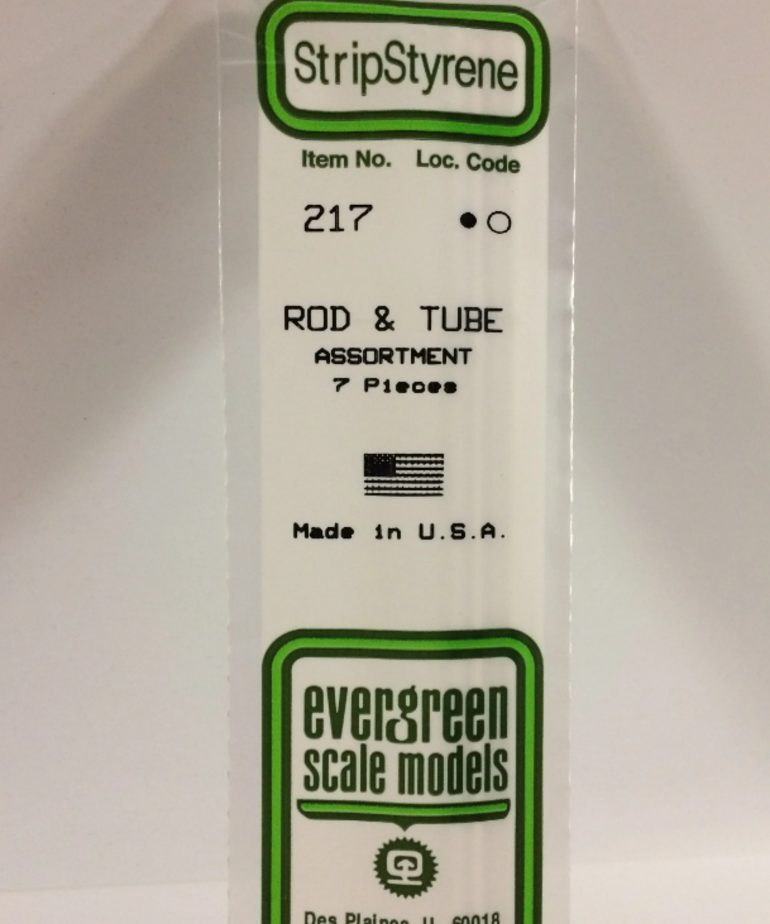 StripStyrene
Item No. Loc. Code
217
ROD & TUBE
ASSORTMENT
7 Pieces
Made in U.S.A.
evergreen
scale models
Des Plaines, IL 60018